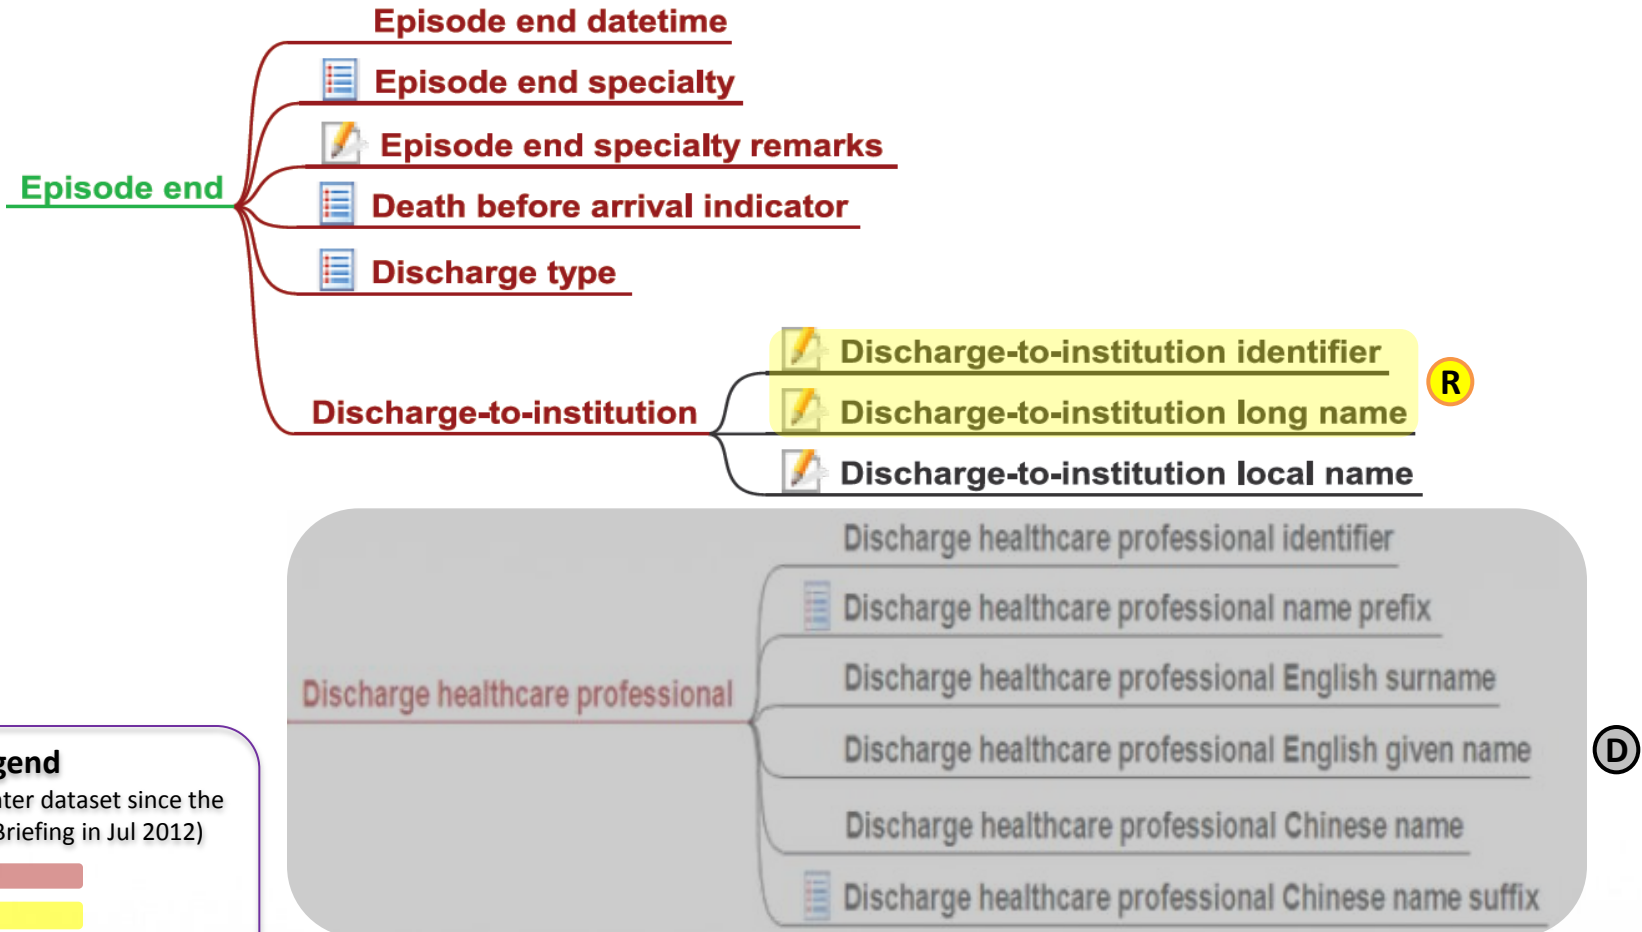 Episode end datetime
Episode end specialty
Episode end specialty remarks
Episode end
Death before arrival indicator
Discharge type
Discharge-to-institution identifier
R
Discharge-to-institution
Discharge-to-institution long name
Discharge-to-institution local name
Discharge healthcare professional identifier
Discharge healthcare professional name prefix
Discharge healthcare professional
Discharge healthcare professional English surname
Discharge healthcare professional English given name
D
Discharge healthcare professional Chinese name
Discharge healthcare professional Chinese name suffix
dataset since the
Briefing in Jul 2012)